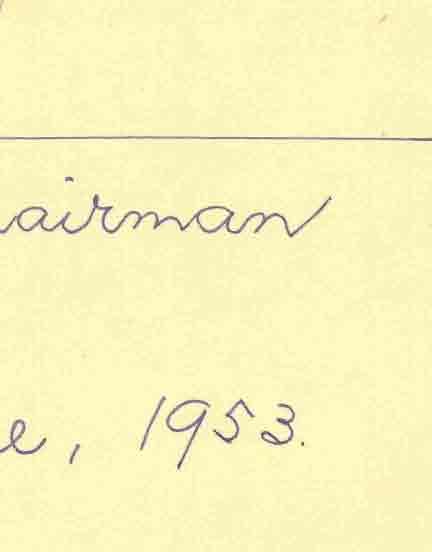 airman
e, 1953.